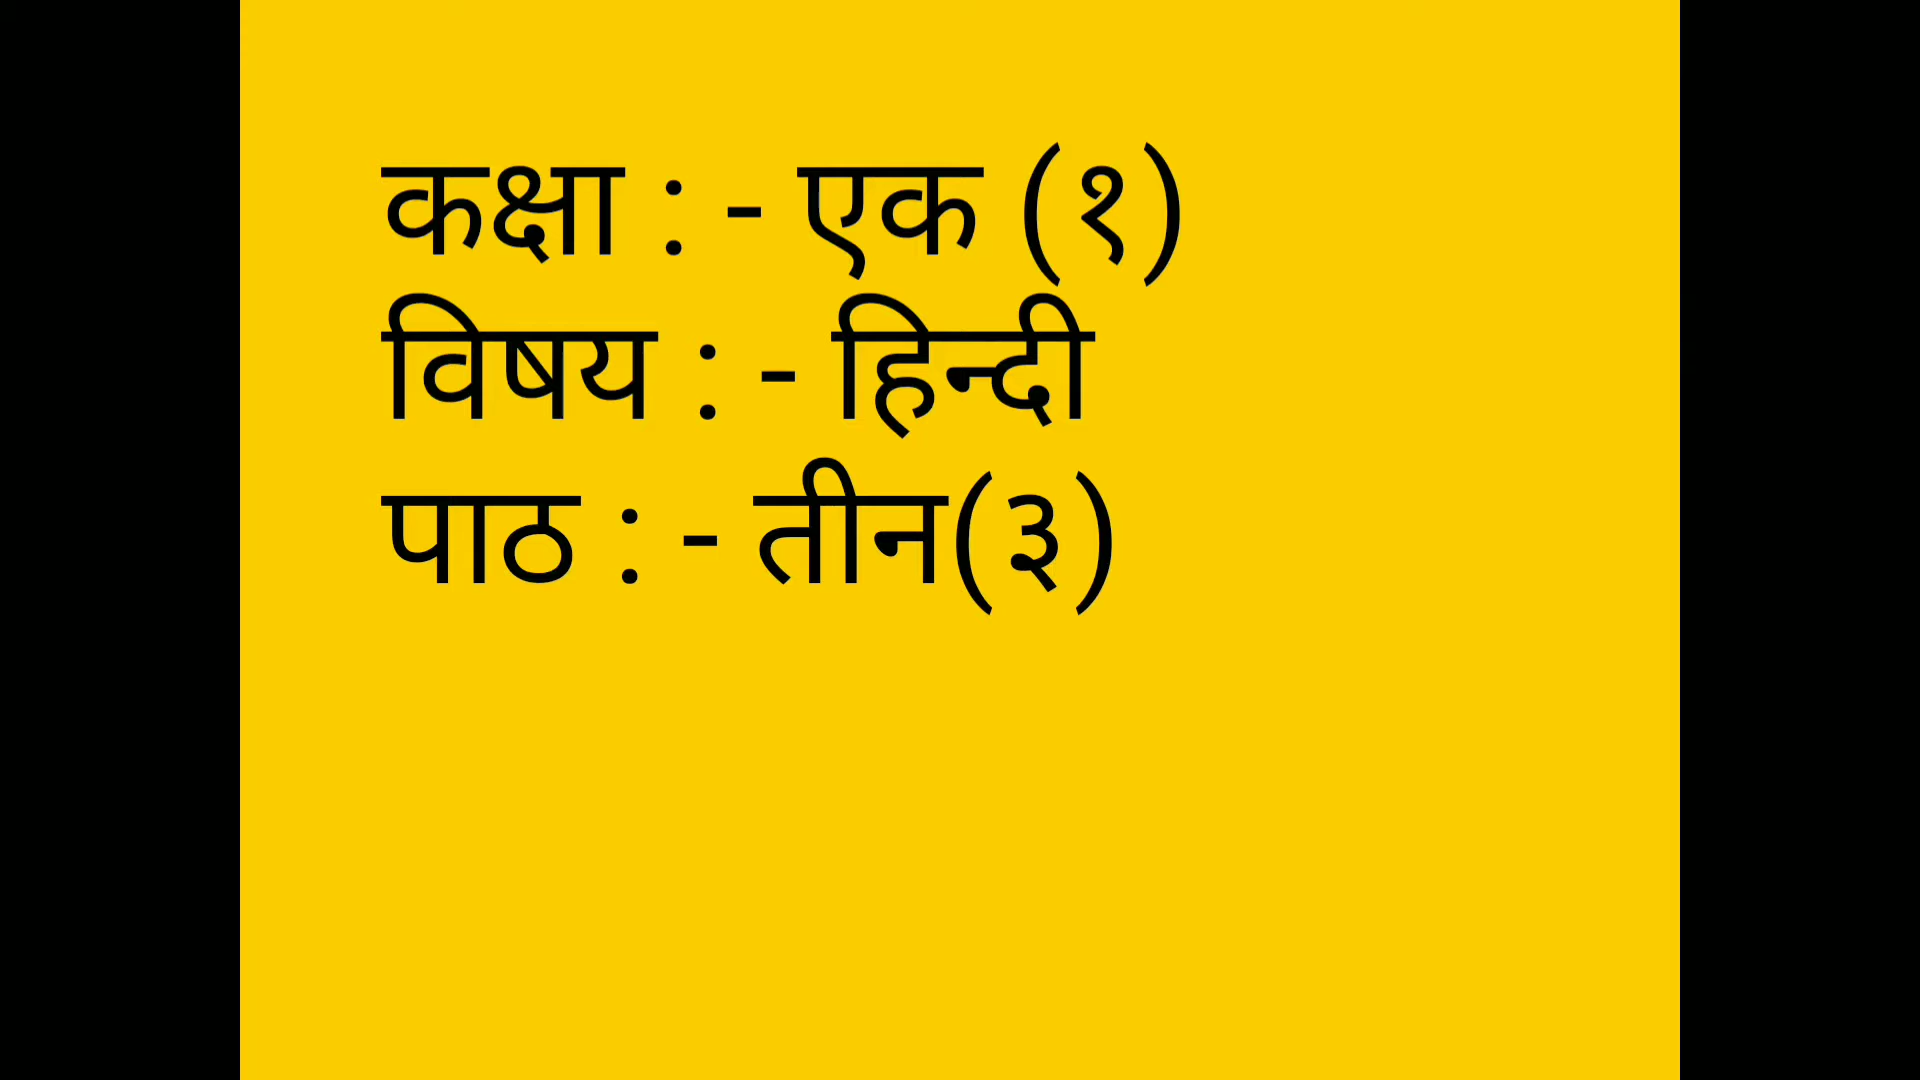 कक्षा : - एक (१)
विषय : - हिन्दी
पाठ : - तीन(३)